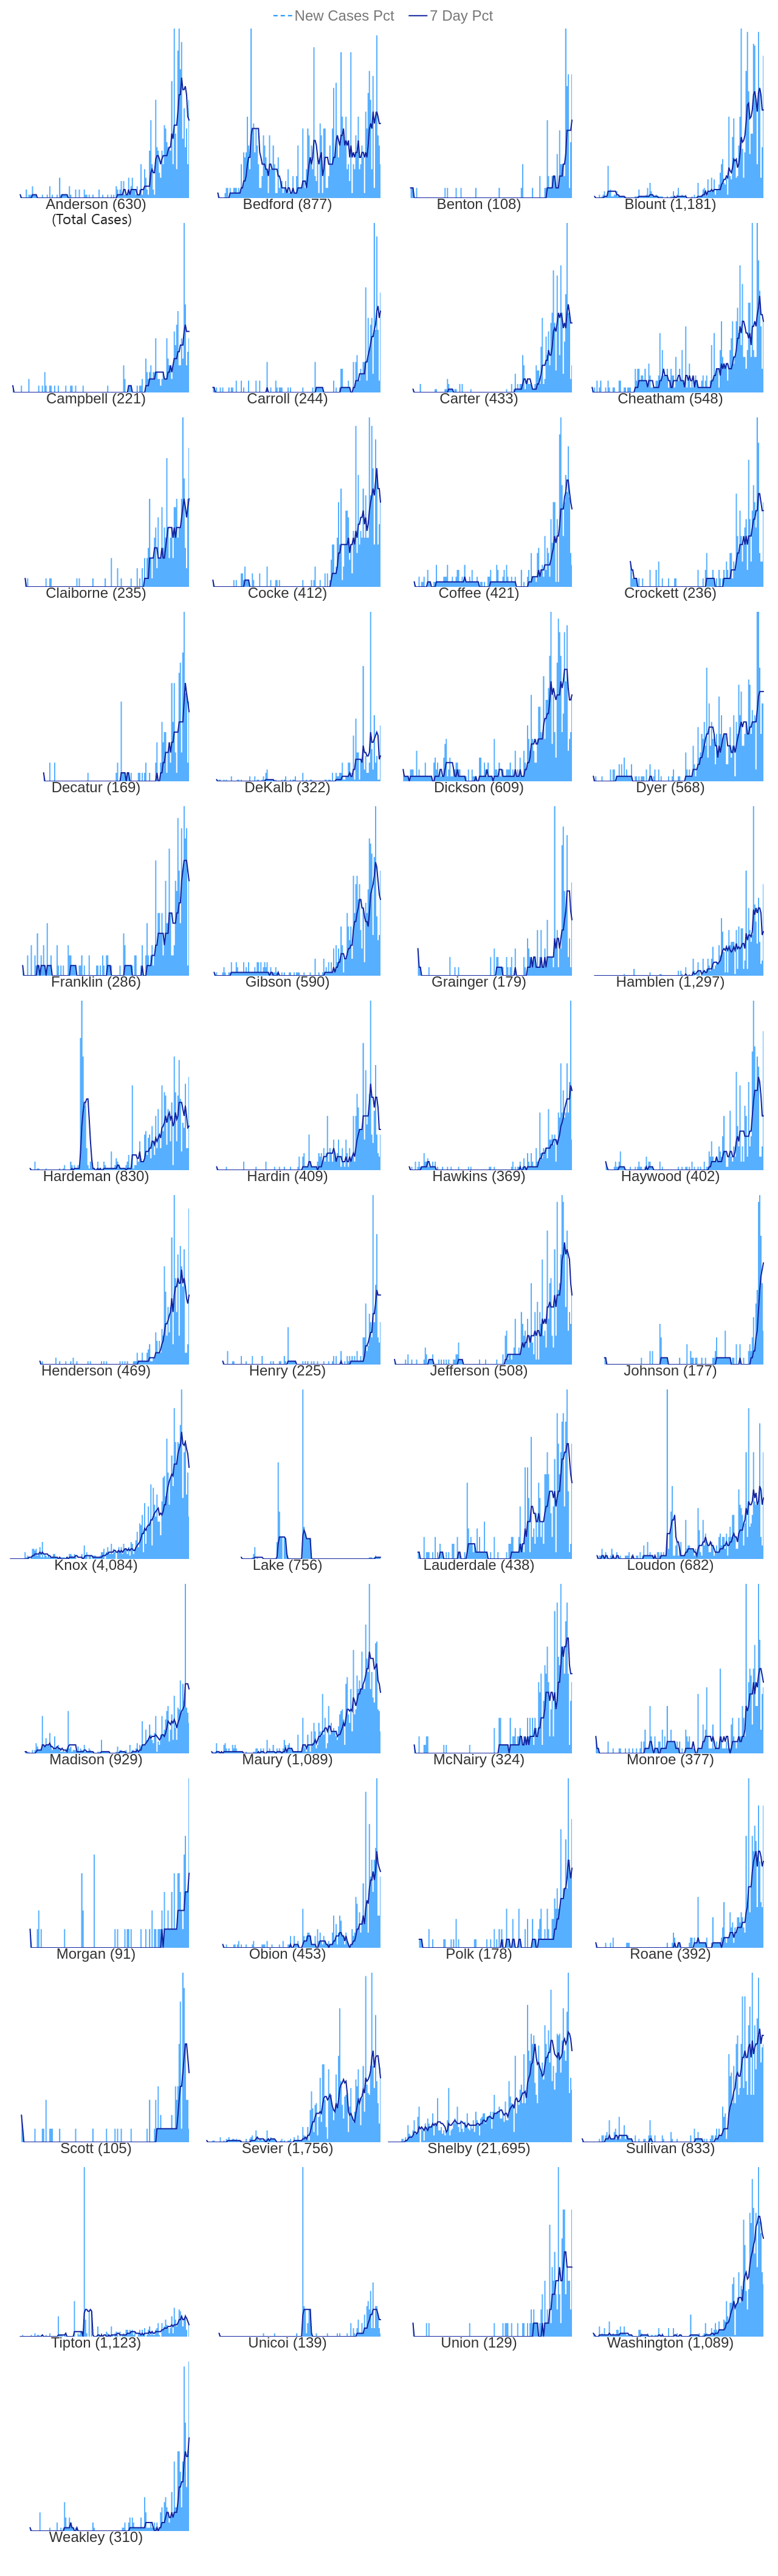 New Cases Pct 7 Day Pct
Anderson (630) Bedford (877) Benton (108) Blount (1,181)
(Total Cases)
Campbell (221) Carroll (244) Carter (433) Cheatham (548)
Claiborne (235) Cocke (412) Coffee (421) Crockett (236)
Decatur (169) DeKalb (322) Dickson (609) Dyer (568)
Franklin (286) Gibson (590) Grainger (179) Hamblen (1,297)
Hardeman (830) Hardin (409) Hawkins (369) Haywood (402)
Henderson (469) Henry (225) Jefferson (508) Johnson (177)
Knox (4,084) Lake (756) Lauderdale (438) Loudon (682)
Madison (929) Maury (1,089) McNairy (324) Monroe (377)
Morgan (91) Obion (453) Polk (178) Roane (392)
Scott (105) Sevier (1,756) Shelby (21,695) Sullivan (833)
Tipton (1,123) Unicoi (139) Union (129) Washington (1,089)
Weakley (310)